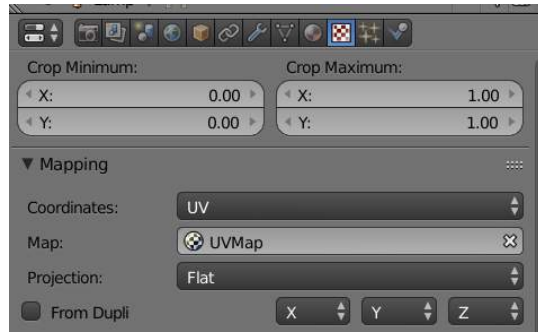 Crop Minimum: Crop Maximum:
X: 0.00 X: 1.00
Y: 0.00 Y: 1.00
Mapping
Coordinates: UV
Map: UVMap
Projection: Flat
From Dupli X Y Z